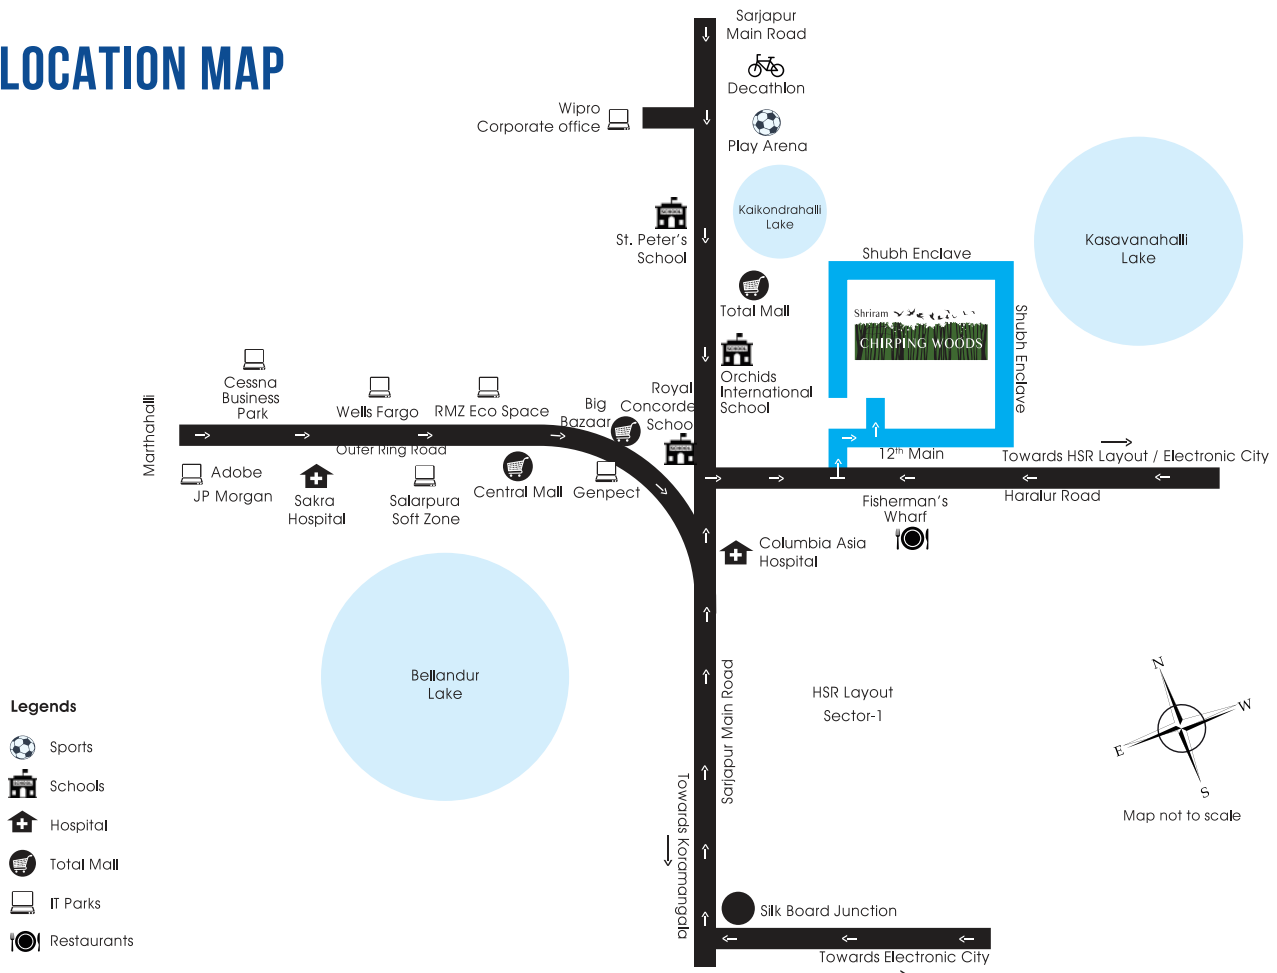 LOCATION MAP
Sarjapur
Main Road
Decathlon
Wipro
Corporate office
Play Arena
Kaikondrahalli
Lake
Kasavanahalli
Lake
St. Peter's
School
Shubh Enclave
Shubh Enclave
Total Mall
Shriram
CHIRPING WOODS
Orchids
International
School
Royal
Concorde
School
Big
Bazaar
Cessna
Business
Park
Wells Fargo
RMZ Eco Space
Marthahalli
Outer Ring Road
12th Main
Towards HSR Layout / Electronic City
Haralur Road
Adobe
JP Morgan
Sakra
Hospital
Salarpura
Soft Zone
Central Mall
Genpect
Fisherman's
Wharf
Columbia Asia
Hospital
Bellandur
Lake
HSR Layout
Sector-1
Sarjapur Main Road
Towards Koramangala
N
W
E
S
Map not to scale
Legends
Sports
SCHOOL
Schools
Hospital
Total Mall
IT Parks
Restaurants
Silk Board Junction
Towards Electronic City